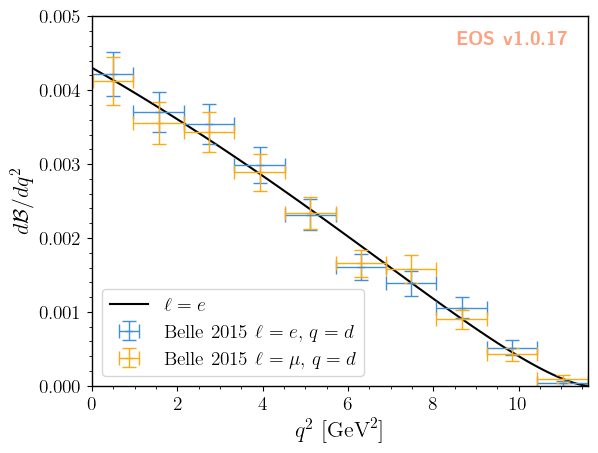 EOS v1.0.17
0.005
0.004
0.003
0.002
0.001
0.000
dℬ/dq²
ℓ = e
Belle 2015 ℓ = e, q = d
Belle 2015 ℓ = μ, q = d
0 2 4 6 8 10
q² [GeV²]